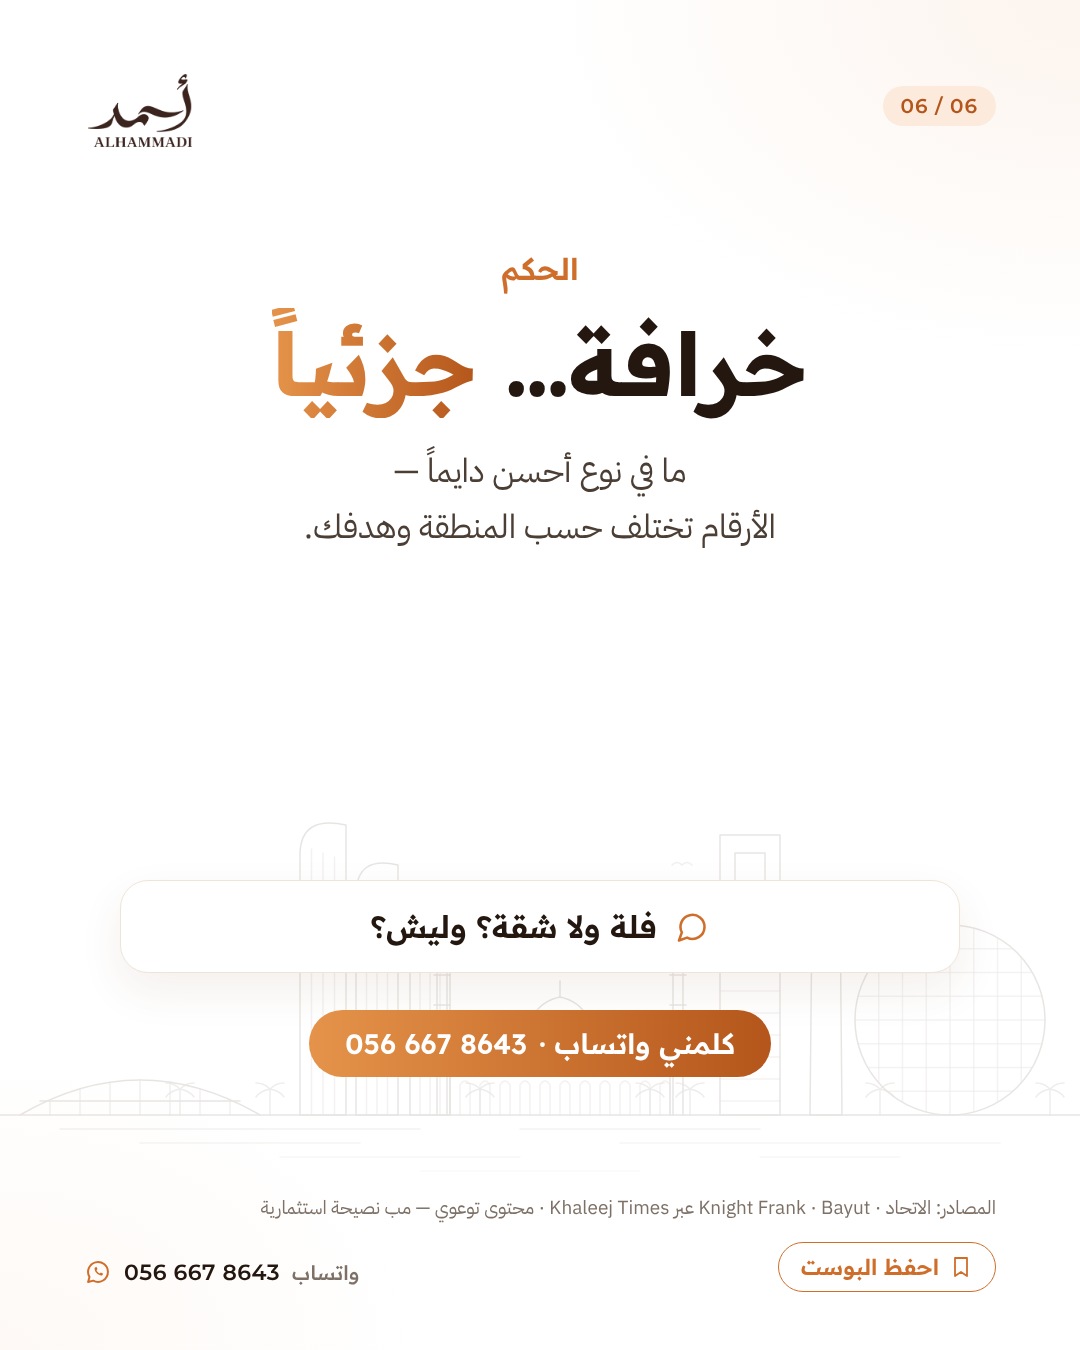 أحمد
ALHAMMADI
06 / 06
الحكم
خرافة... جزئياً
ما في نوع أحسن دايماً —
الأرقام تختلف حسب المنطقة وهدفك.
فلة ولا شقة؟ وليش؟
كلمني واتساب · 056 667 8643
المصادر: الاتحاد · Knight Frank · Bayut عبر Khaleej Times · محتوى توعوي — مب نصيحة استثمارية
احفظ البوست
واتساب 056 667 8643